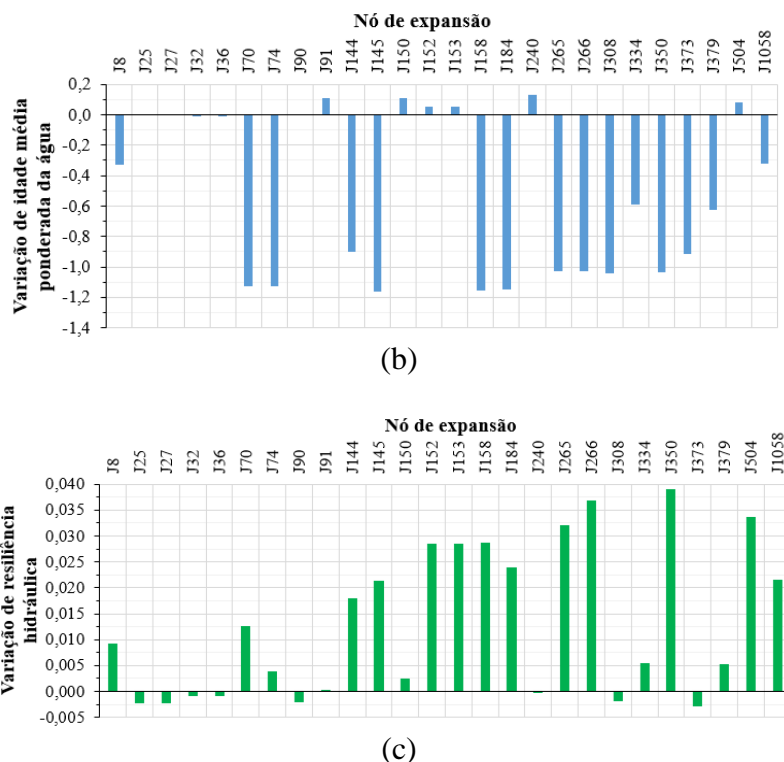 Nó de expansão
J8 J25 J27 J32 J36 J70 J74 J90 J91 J144 J145 J150 J152 J153 J158 J184 J240 J265 J266 J308 J334 J350 J373 J379 J504 J1058
Variação de idade média
ponderada da água
0,2
0,0
-0,2
-0,4
-0,6
-0,8
-1,0
-1,2
-1,4
(b)
Nó de expansão
J8 J25 J27 J32 J36 J70 J74 J90 J91 J144 J145 J150 J152 J153 J158 J184 J240 J265 J266 J308 J334 J350 J373 J379 J504 J1058
Variação de resiliência
hidráulica
0,040
0,035
0,030
0,025
0,020
0,015
0,010
0,005
0,000
-0,005
(c)